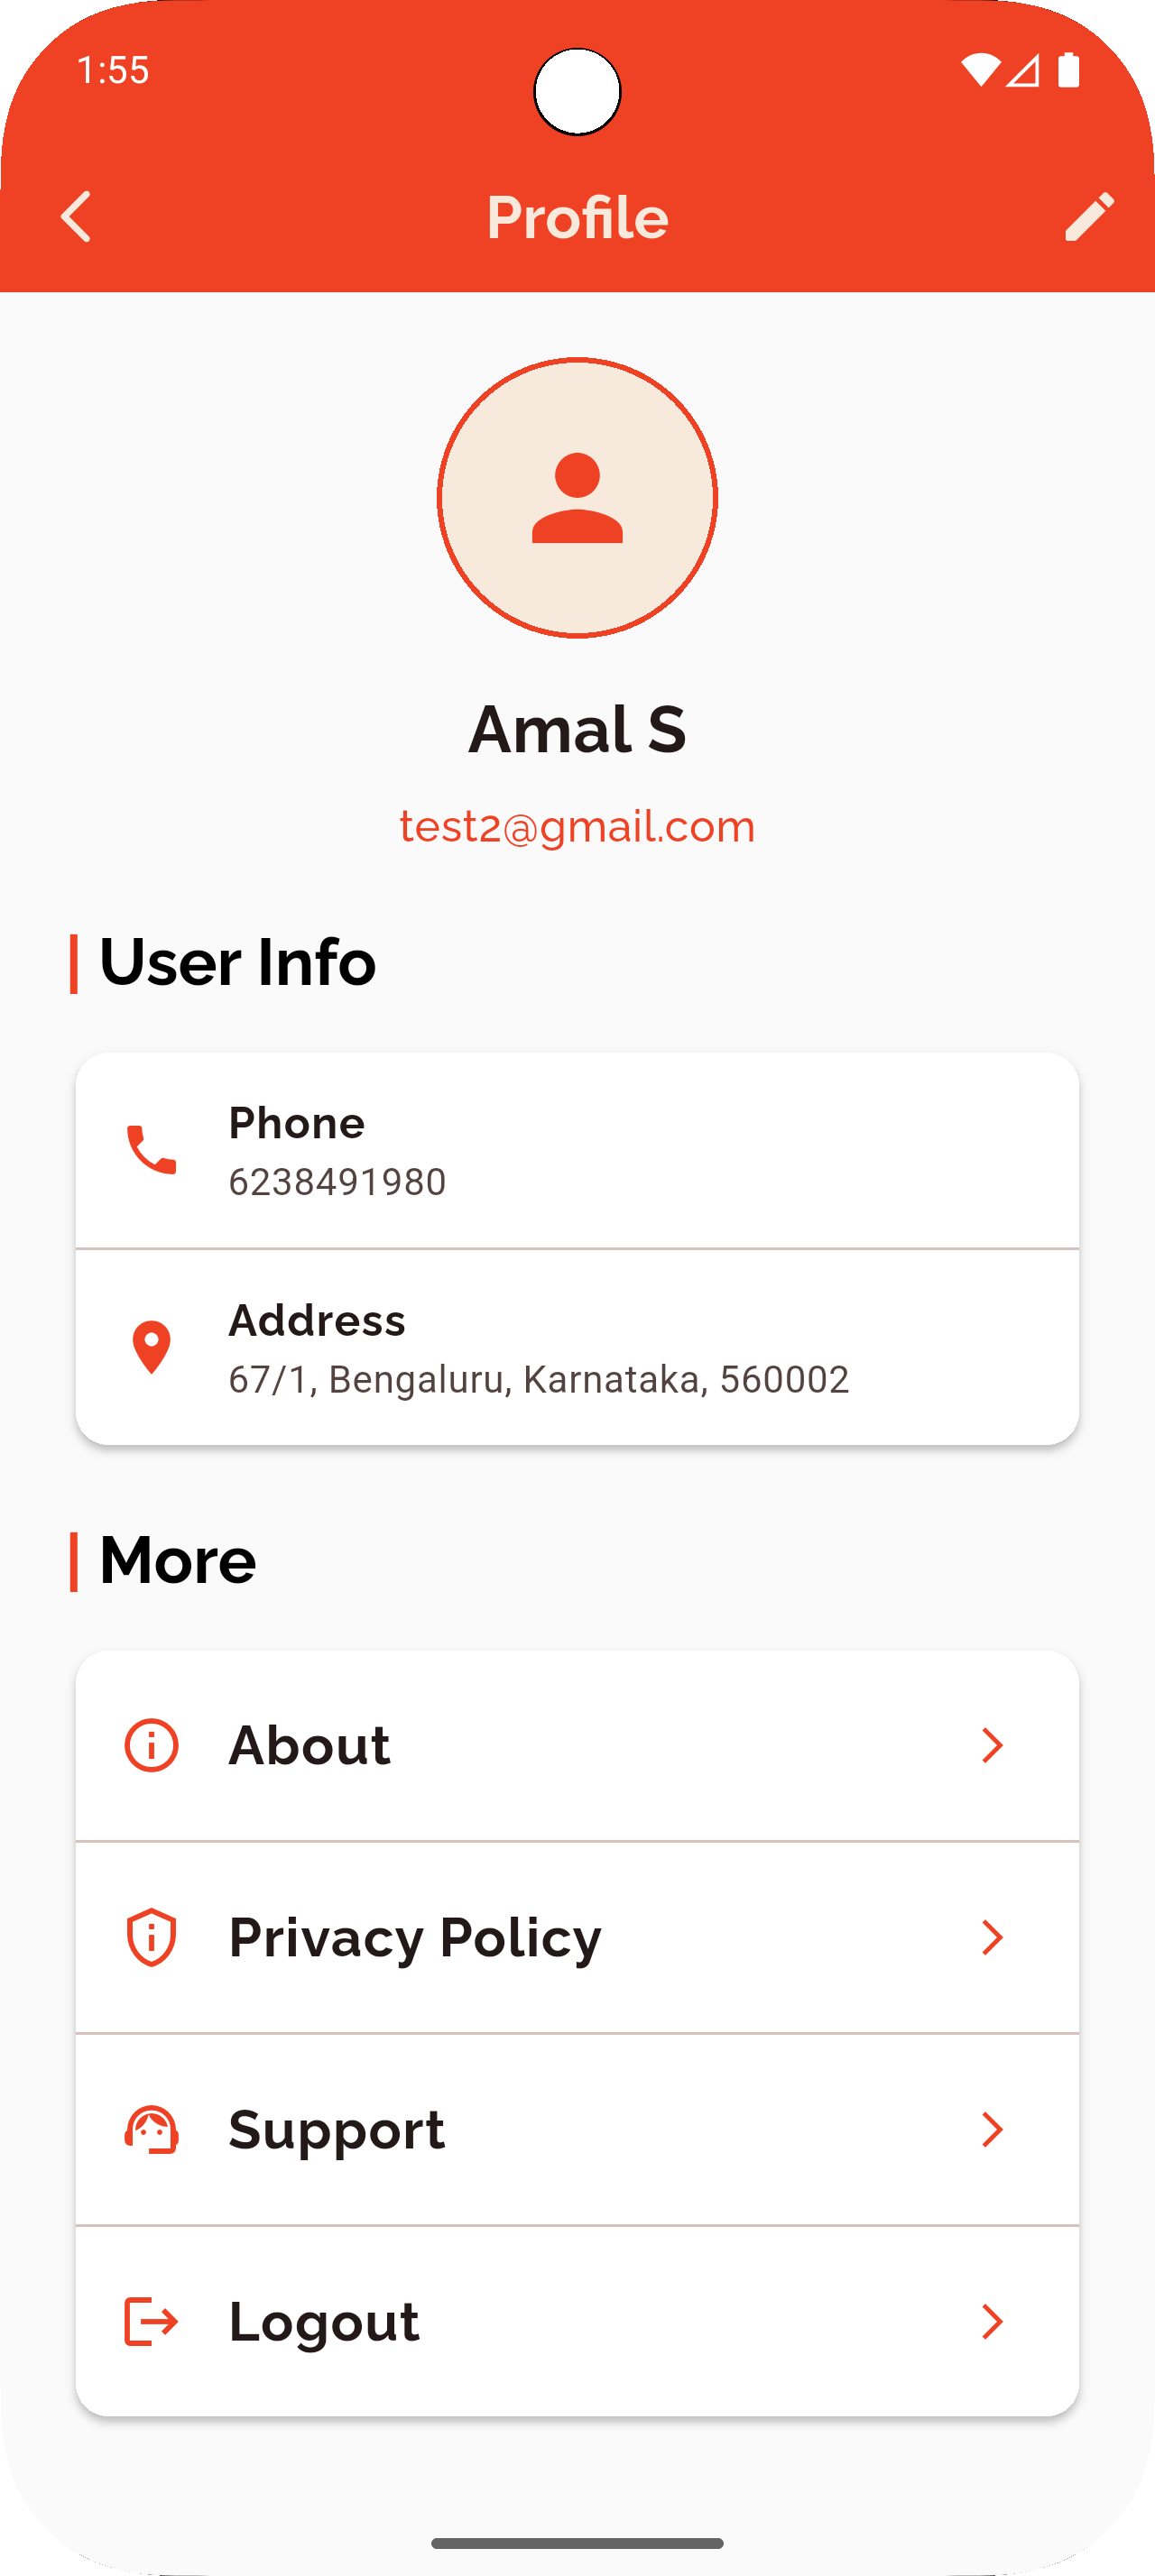 1:55
Profile
Amal S
test2@gmail.com
User Info
Phone
6238491980
Address
67/1, Bengaluru, Karnataka, 560002
More
About
Privacy Policy
Support
Logout